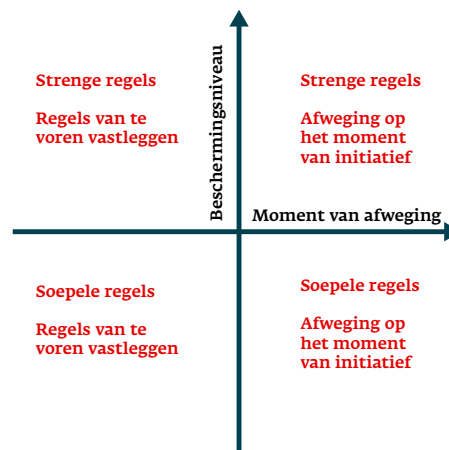 Strenge regels
Regels van te
voren vastleggen
Beschermingsniveau
Strenge regels
Afweging op
het moment
van initiatief
Moment van afweging
Soepele regels
Regels van te
voren vastleggen
Soepele regels
Afweging op
het moment
van initiatief